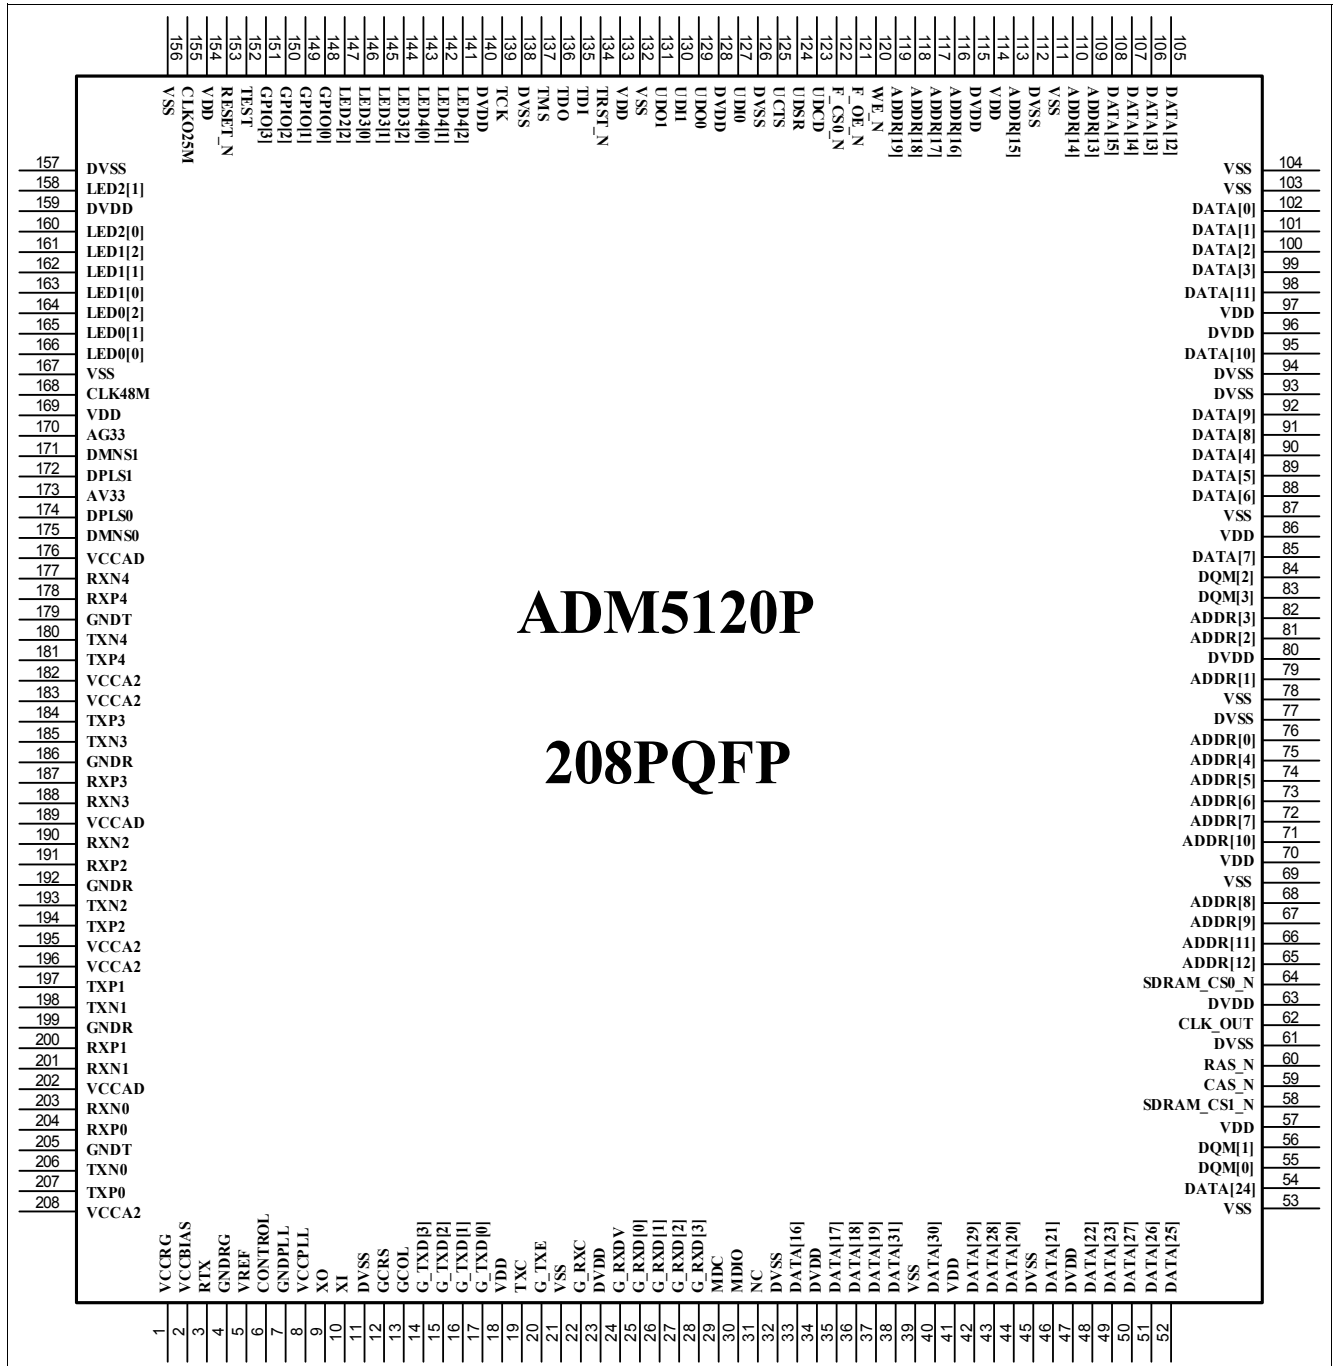 156 VSS
155 CLKO25M
154 VDD
153 RESET_N
152 TEST
151 GPIO[3]
150 GPIO[2]
149 GPIO[1]
148 GPIO[0]
147 LED2[2]
146 LED3[0]
145 LED3[1]
144 LED3[2]
143 LED4[0]
142 LED4[1]
141 LED4[2]
140 DVDD
139 TCK
138 DVSS
137 TMS
136 TDO
135 TDI
134 TRST_N
133 VDD
132 VSS
131 UDO1
130 UDI1
129 UDO0
128 DVDD
127 UDI0
126 DVSS
125 UCTS
124 UDSR
123 UDCD
122 F_CS0_N
121 F_OE_N
120 WE_N
119 ADDR[19]
118 ADDR[18]
117 ADDR[17]
116 ADDR[16]
115 DVDD
114 VDD
113 ADDR[15]
112 DVSS
111 VSS
110 ADDR[14]
109 ADDR[13]
108 DATA[15]
107 DATA[14]
106 DATA[13]
105 DATA[12]
157 DVSS
158 LED2[1]
159 DVDD
160 LED2[0]
161 LED1[2]
162 LED1[1]
163 LED1[0]
164 LED0[2]
165 LED0[1]
166 LED0[0]
167 VSS
168 CLK48M
169 VDD
170 AG33
171 DMNS1
172 DPLS1
173 AV33
174 DPLS0
175 DMNS0
176 VCCAD
177 RXN4
178 RXP4
179 GNDT
180 TXN4
181 TXP4
182 VCCA2
183 VCCA2
184 TXP3
185 TXN3
186 GNDR
187 RXP3
188 RXN3
189 VCCAD
190 RXN2
191 RXP2
192 GNDR
193 TXN2
194 TXP2
195 VCCA2
196 VCCA2
197 TXP1
198 TXN1
199 GNDR
200 RXP1
201 RXN1
202 VCCAD
203 RXN0
204 RXP0
205 GNDT
206 TXN0
207 TXP0
208 VCCA2
ADM5120P
208PQFP
VSS 104
VSS 103
DATA[0] 102
DATA[1] 101
DATA[2] 100
DATA[3] 99
DATA[11] 98
VDD 97
DVDD 96
DATA[10] 95
DVSS 94
DVSS 93
DATA[9] 92
DATA[8] 91
DATA[4] 90
DATA[5] 89
DATA[6] 88
VSS 87
VDD 86
DATA[7] 85
DQM[2] 84
DQM[3] 83
ADDR[3] 82
ADDR[2] 81
DVDD 80
ADDR[1] 79
VSS 78
DVSS 77
ADDR[0] 76
ADDR[4] 75
ADDR[5] 74
ADDR[6] 73
ADDR[7] 72
ADDR[10] 71
VDD 70
VSS 69
ADDR[8] 68
ADDR[9] 67
ADDR[11] 66
ADDR[12] 65
SDRAM_CS0_N 64
DVDD 63
CLK_OUT 62
DVSS 61
RAS_N 60
CAS_N 59
SDRAM_CS1_N 58
VDD 57
DQM[1] 56
DQM[0] 55
DATA[24] 54
VSS 53
VCCRG 1
VCCBIAS 2
RTX 3
GNDRG 4
VREF 5
CONTROL 6
GNDPLL 7
VCCPLL 8
XO 9
XI 10
DVSS 11
GCRS 12
GCOL 13
G_TXD[3] 14
G_TXD[2] 15
G_TXD[1] 16
G_TXD[0] 17
VDD 18
TXC 19
G_TXE 20
VSS 21
G_RXC 22
DVDD 23
G_RXDV 24
G_RXD[0] 25
G_RXD[1] 26
G_RXD[2] 27
G_RXD[3] 28
MDC 29
MDIO 30
NC 31
DVSS 32
DATA[16] 33
DVDD 34
DATA[17] 35
DATA[18] 36
DATA[19] 37
DATA[31] 38
VSS 39
DATA[30] 40
VDD 41
DATA[29] 42
DATA[28] 43
DATA[20] 44
DVSS 45
DATA[21] 46
DVDD 47
DATA[22] 48
DATA[23] 49
DATA[27] 50
DATA[26] 51
DATA[25] 52